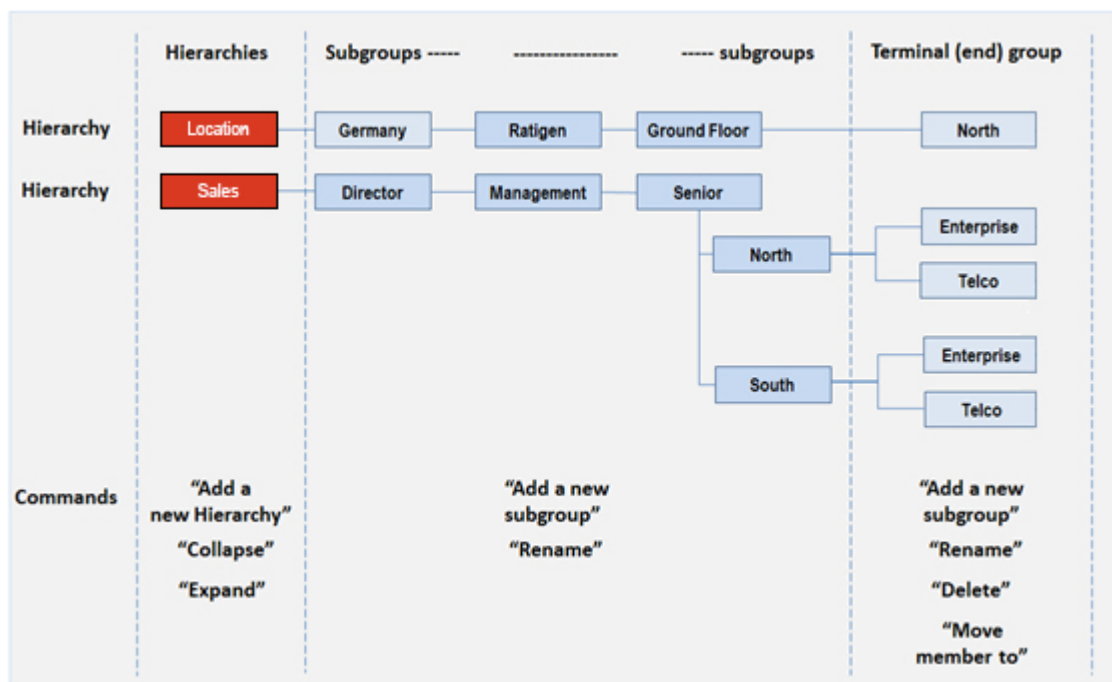 Hierarchies Subgroups ----- ---------------- ----- subgroups Terminal (end) group
Hierarchy Location Germany Ratigen Ground Floor North
Hierarchy Sales Director Management Senior
Enterprise
North
Telco
Enterprise
South
Telco
Commands “Add a new Hierarchy” “Add a new subgroup” “Add a new subgroup”
“Collapse” “Rename” “Rename”
“Expand” “Delete”
“Move member to”